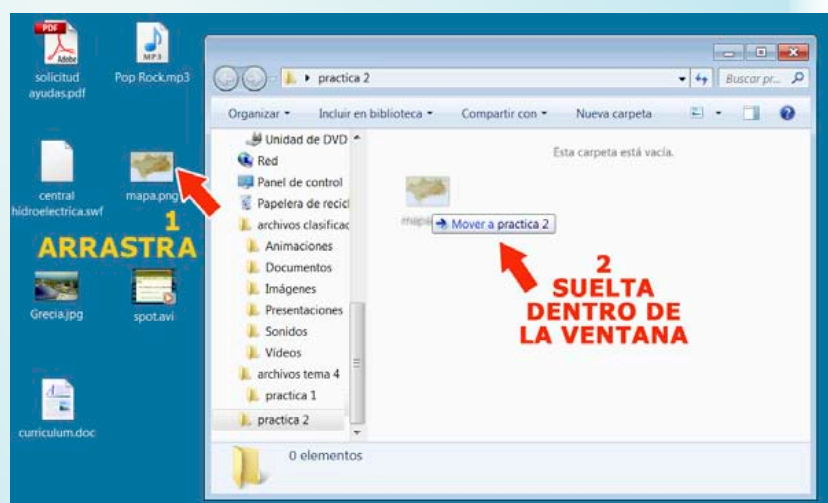 PDF
Adobe
solicitud
ayudas.pdf
MP3
Pop Rock.mp3
central
hidroelectrica.swf
mapa.png
1
ARRASTRA
Grecia.jpg
spot.avi
curriculum.doc
practica 2
Buscar pr...
Organizar
Incluir en biblioteca
Compartir con
Nueva carpeta
Unidad de DVD
Red
Panel de control
Papelera de recicl
archivos clasificac
Animaciones
Documentos
Imágenes
Presentaciones
Sonidos
Vídeos
archivos tema 4
practica 1
practica 2
Esta carpeta está vacía.
Mover a practica 2
2
SUELTA
DENTRO DE
LA VENTANA
0 elementos